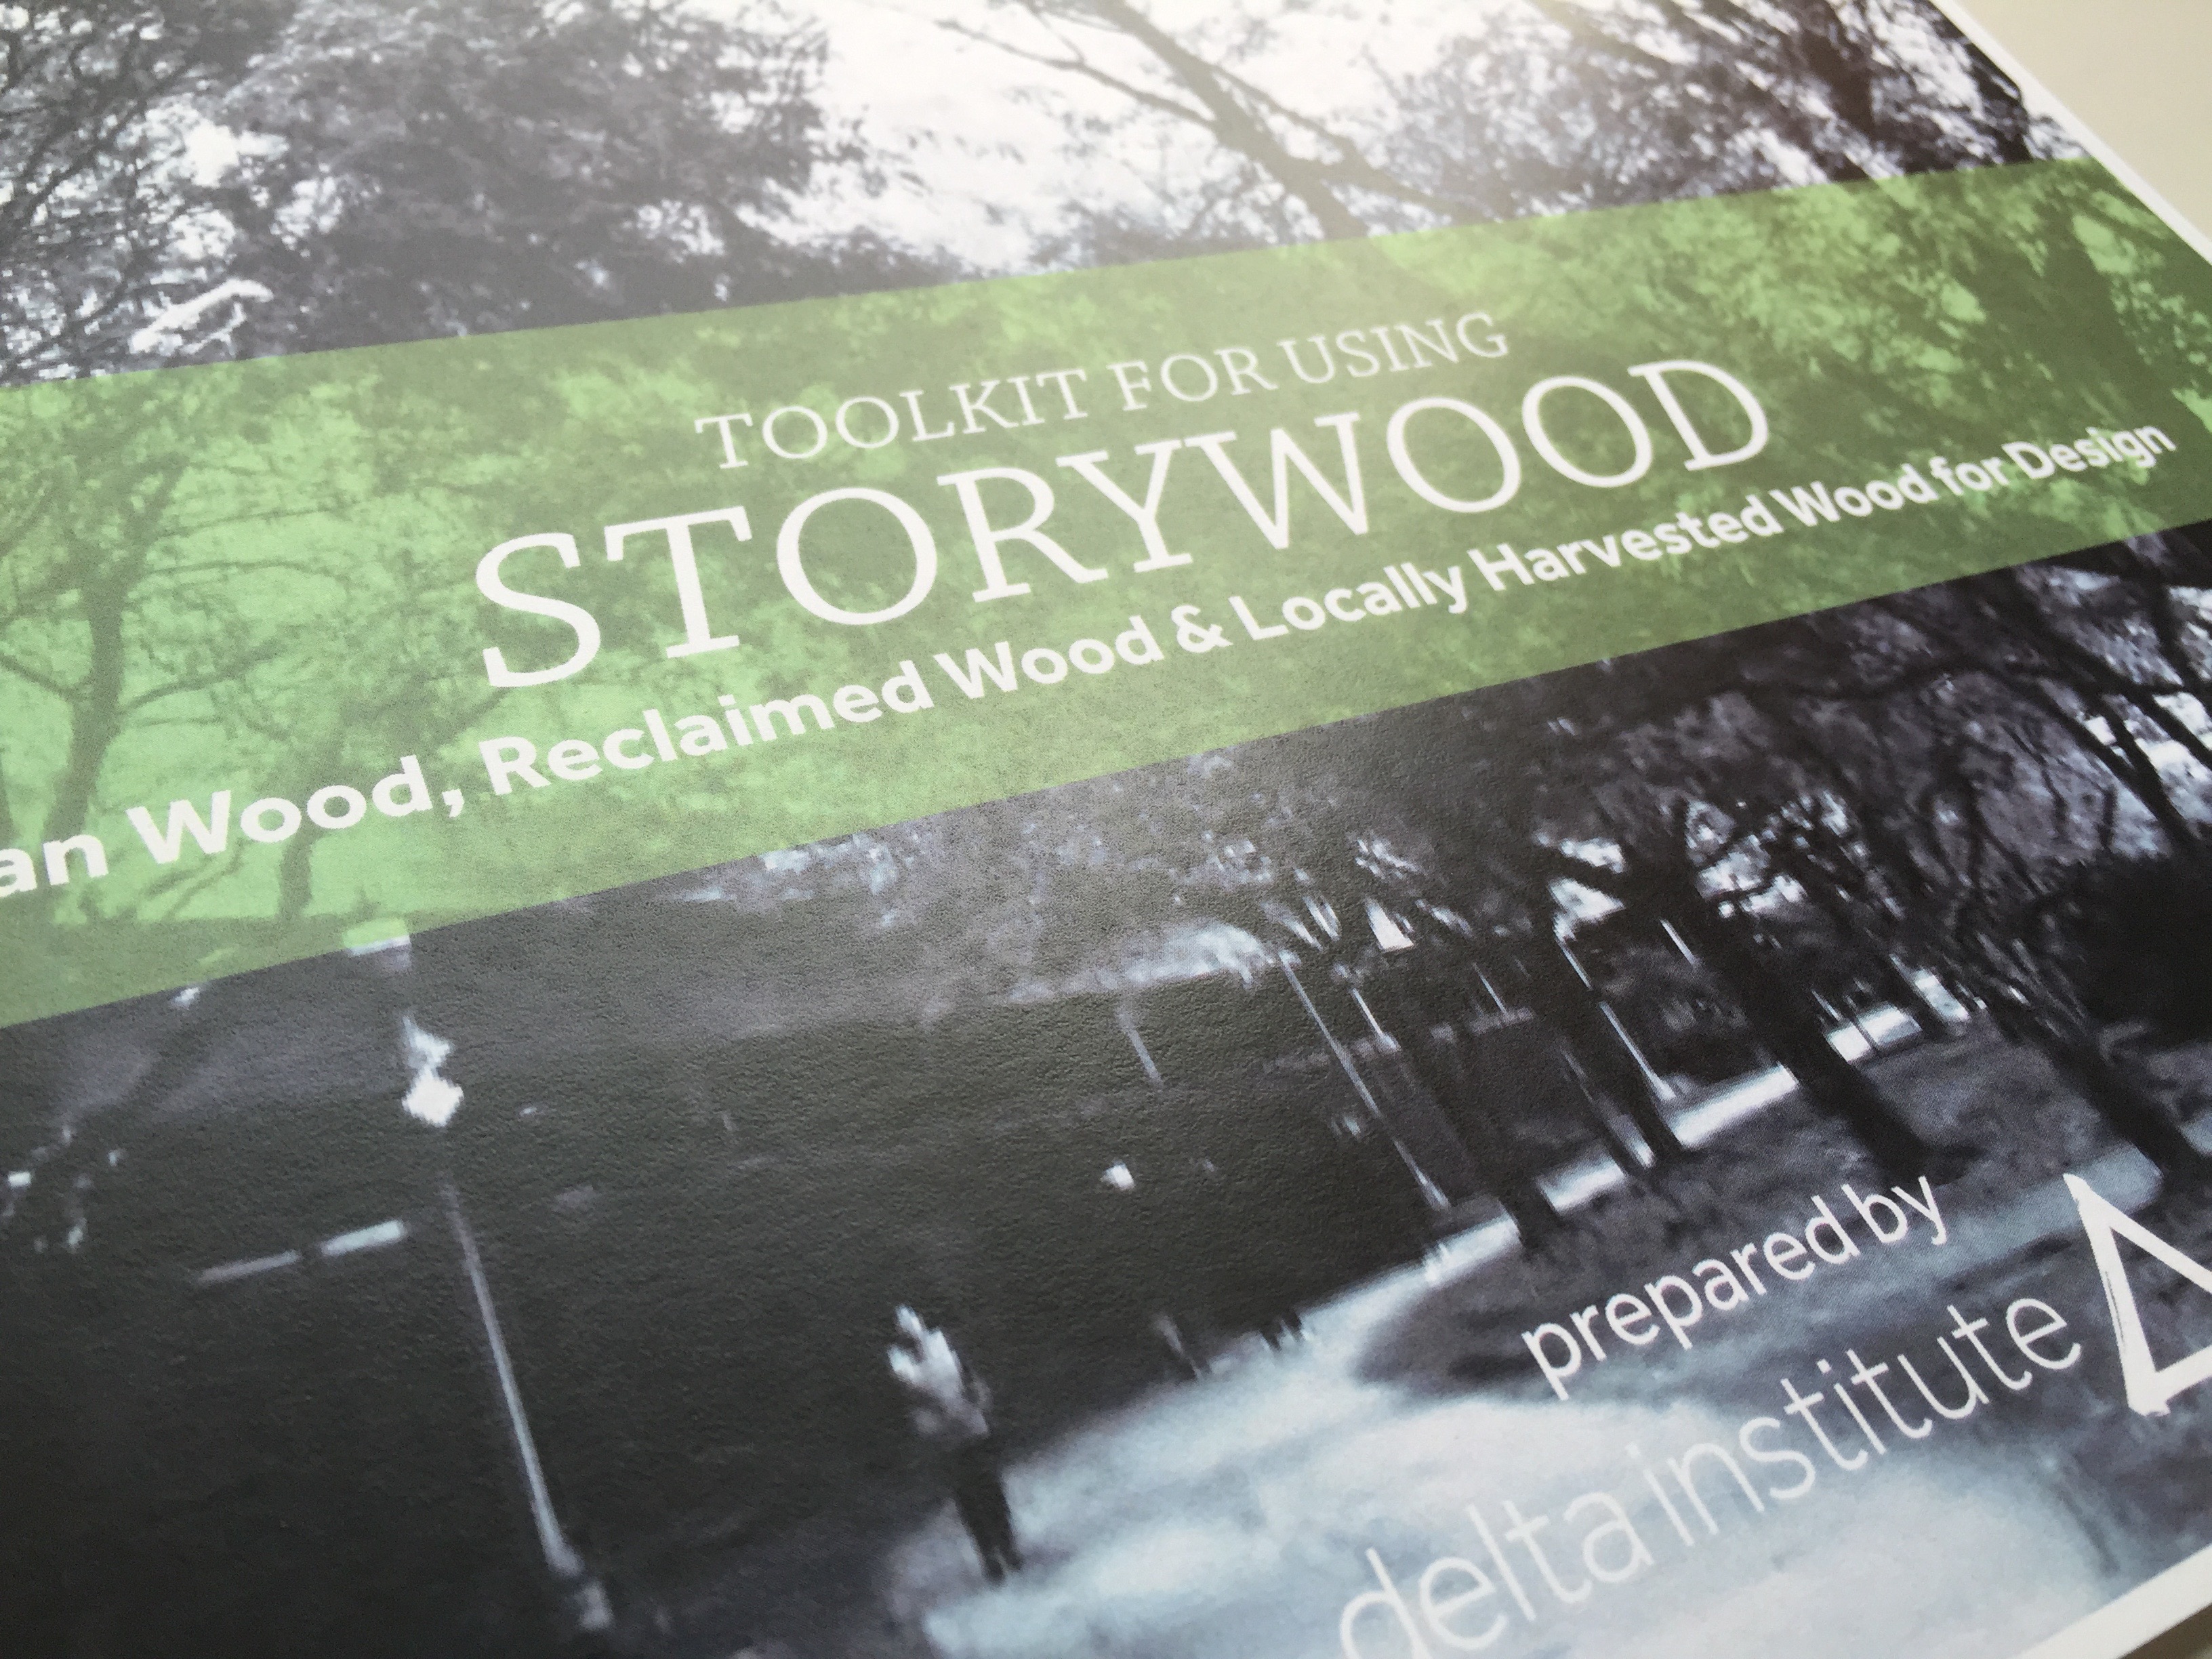 TOOLKIT FOR USING
STORYWOOD
an Wood, Reclaimed Wood & Locally Harvested Wood for Design
prepared by
delta institute